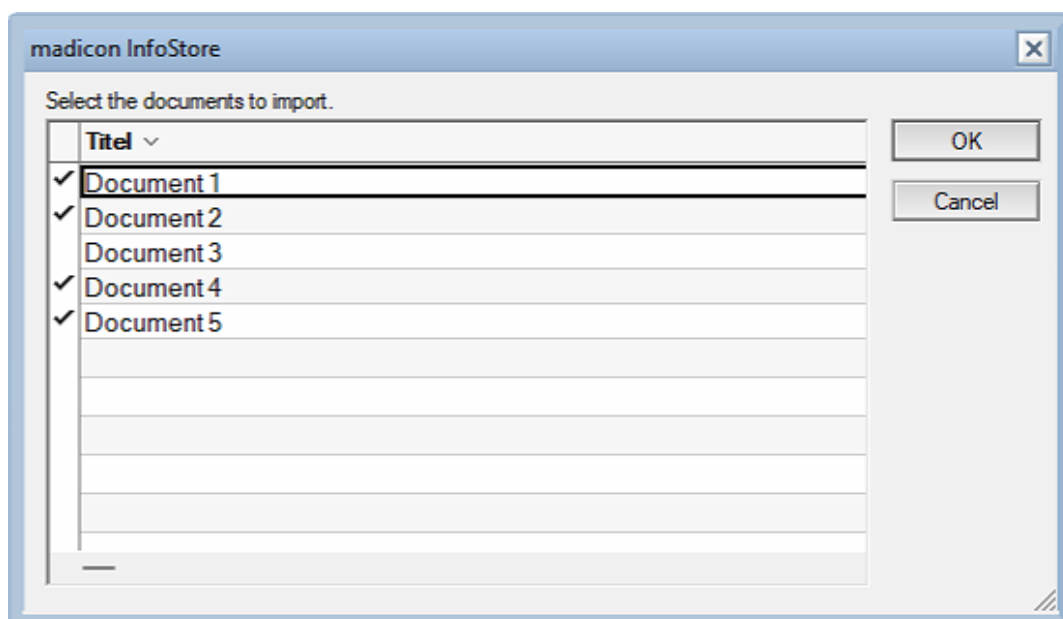 madicon InfoStore
Select the documents to import.
Titel
OK
Document 1
Document 2
Cancel
Document 3
Document 4
Document 5